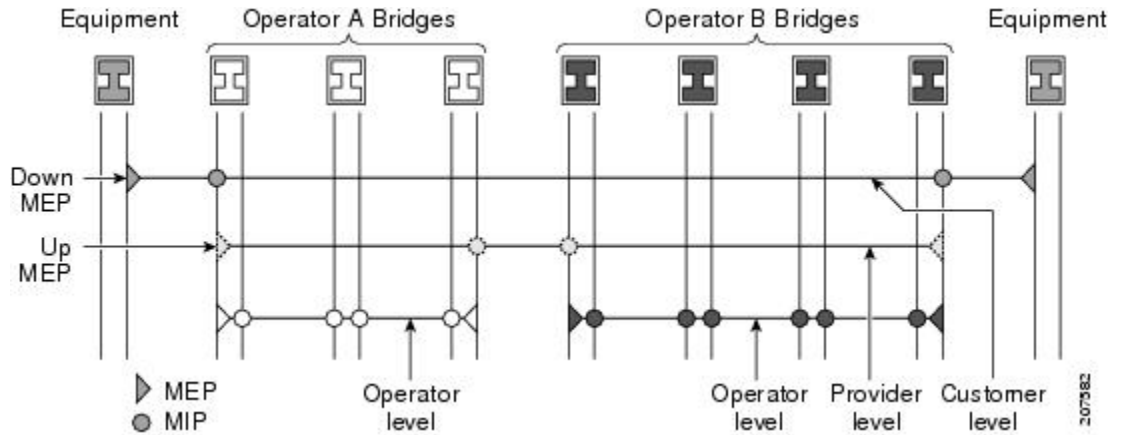 Equipment
Operator A Bridges
Operator B Bridges
Equipment
Down
MEP
Up
MEP
MEP
MIP
Operator
level
Operator
level
Provider
level
Customer
level
207582